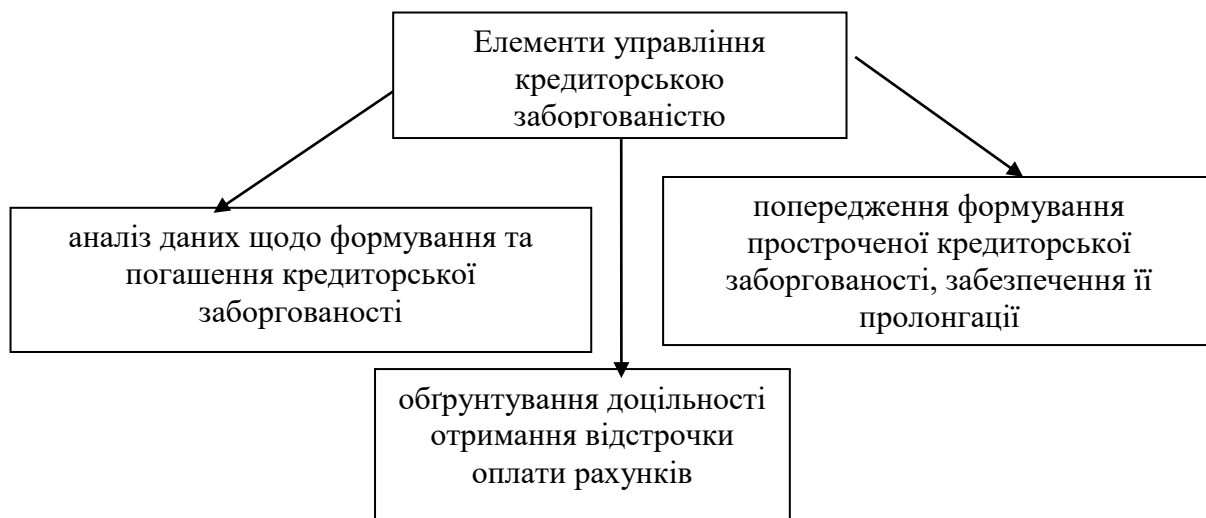 Елементи управління
кредиторською
заборгованістю
аналіз даних щодо формування та
погашення кредиторської
заборгованості
попередження формування
простроченої кредиторської
заборгованості, забезпечення її
пролонгації
обґрунтування доцільності
отримання відстрочки
оплати рахунків